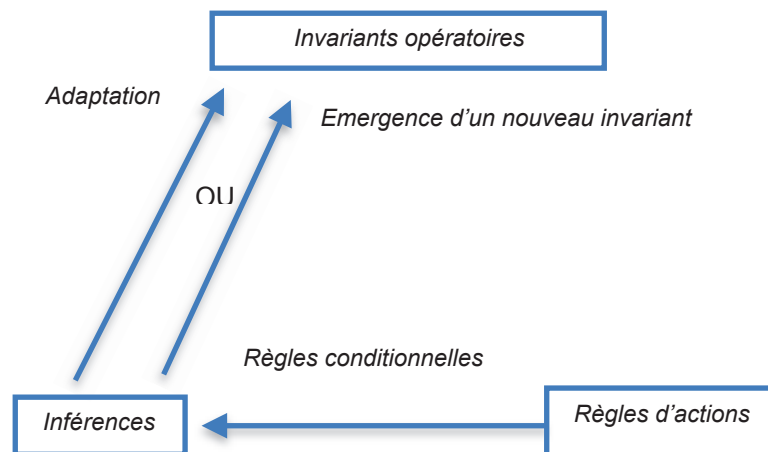 Invariants opératoires
Adaptation
Emergence d'un nouveau invariant
OU
Règles conditionnelles
Inférences
Règles d'actions